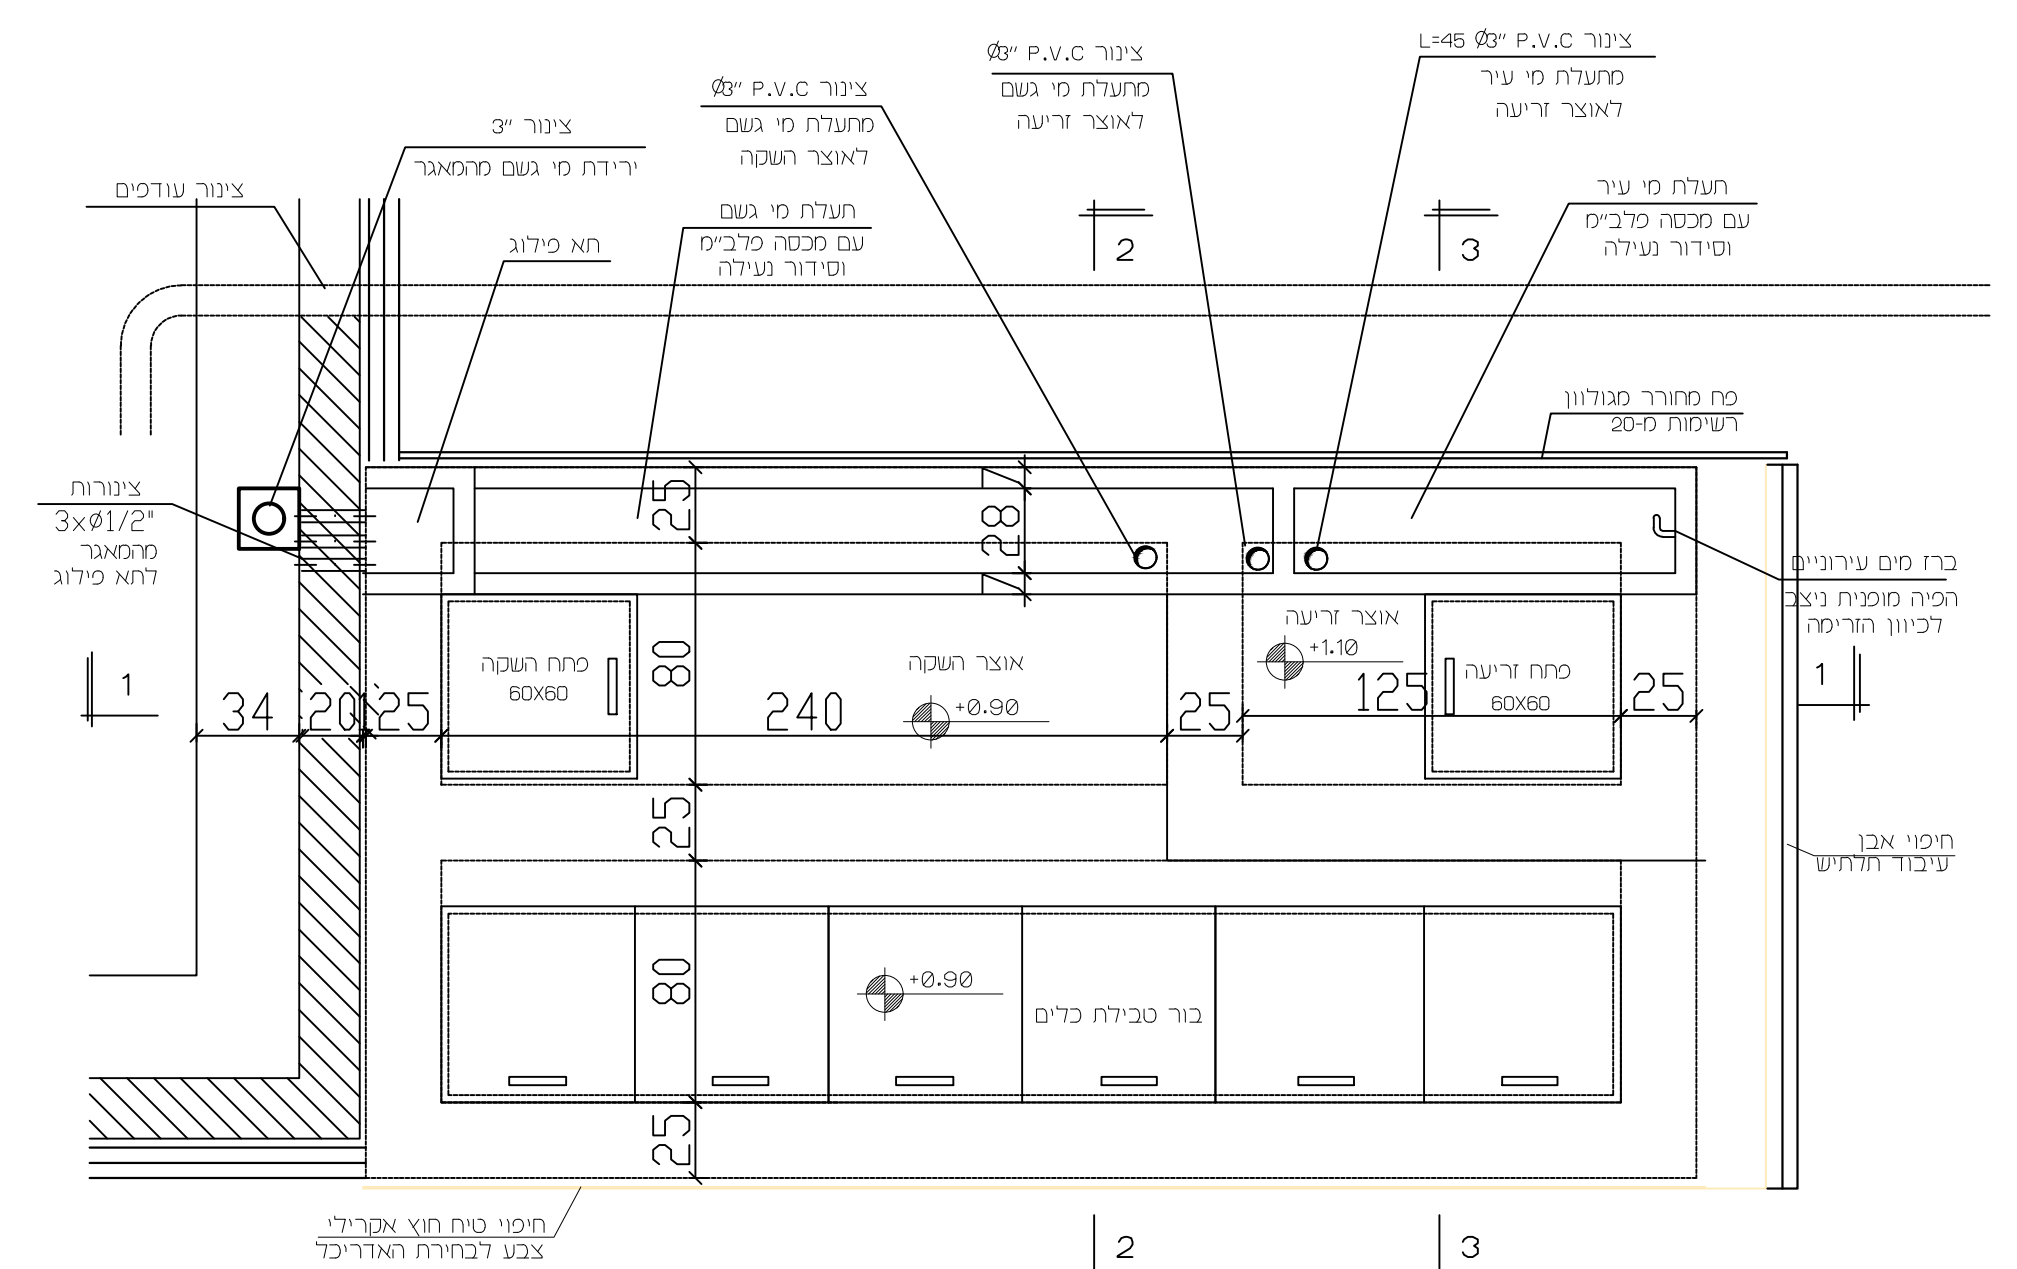 L=45 Ø3" P.V.C צינור
מתעלת מי עיר
לאוצר זריעה
Ø3" P.V.C צינור
מתעלת מי גשם
לאוצר זריעה
Ø3" P.V.C צינור
מתעלת מי גשם
לאוצר השקה
צינור "3
ירידת מי גשם מהמאגר
צינור עודפים
תעלת מי גשם
עם מכסה פלב"מ
וסידור נעילה
תא פילוג
תעלת מי עיר
עם מכסה פלב"מ
וסידור נעילה
2
3
פח מחורר מגולוון
רשימות מ-20
צינורות
3xØ1/2"
מהמאגר
לתא פילוג
25
7
28
7
ברז מים עירוניים
הפיה מופנית ניצב
לכיוון הזרימה
אוצר זריעה
+1.10
אוצר השקה
+0.90
פתח השקה
60X60
פתח זריעה
60X60
80
1
1
34
20
25
240
25
125
25
25
חיפוי אבן
עיבוד תלתיש
80
+0.90
בור טבילת כלים
25
חיפוי טיח חוץ אקרילי
צבע לבחירת האדריכל
2
3